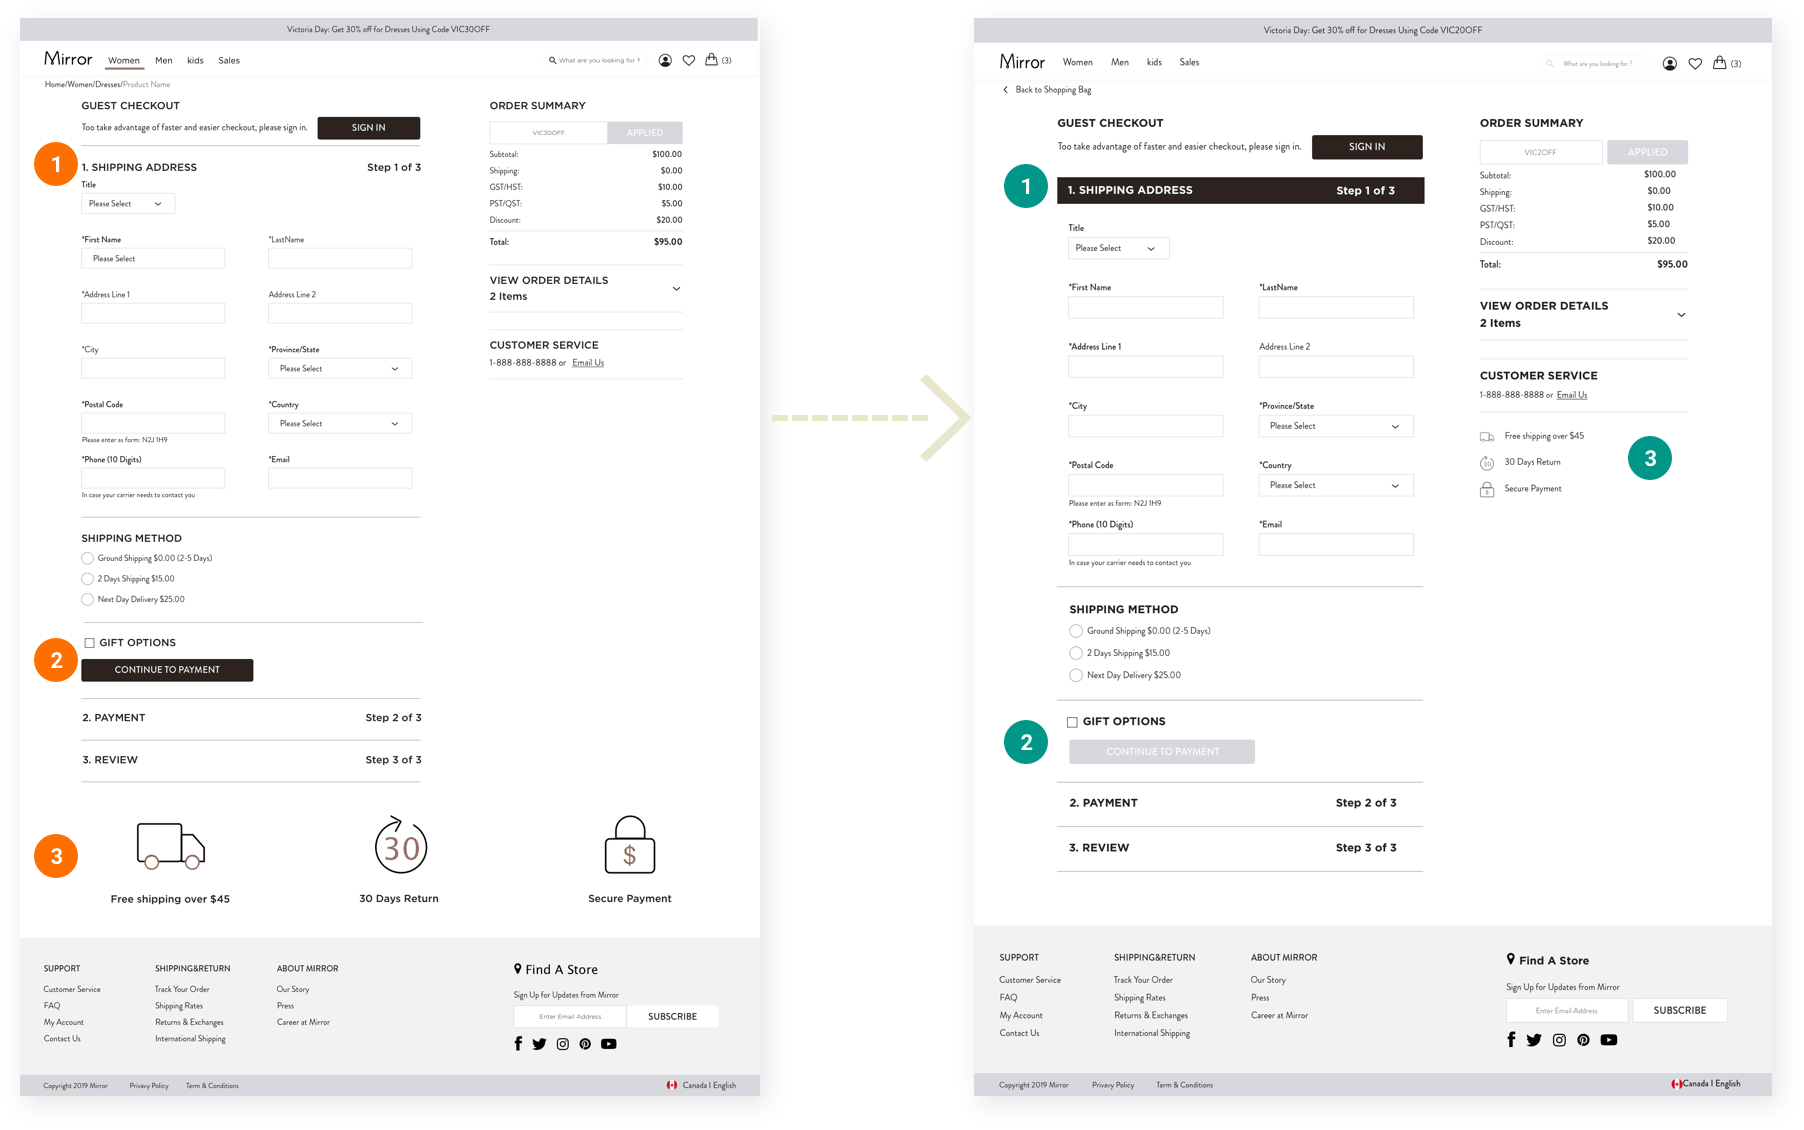 Victoria Day: Get 30% off for Dresses Using Code VIC30OFF
Mirror Women Men kids Sales What are you looking for ? (3)
Home/Women/Dresses/Product Name
GUEST CHECKOUT
Too take advantage of faster and easier checkout, please sign in. SIGN IN
1
1. SHIPPING ADDRESS Step 1 of 3
Title
Please Select
*First Name *LastName
Please Select
*Address Line 1 Address Line 2
*City *Province/State
Please Select
*Postal Code *Country
Please Select
Please enter as form: N2J 1H9
*Phone (10 Digits) *Email
In case your carrier needs to contact you
SHIPPING METHOD
Ground Shipping $0.00 (2-5 Days)
2 Days Shipping $15.00
Next Day Delivery $25.00
GIFT OPTIONS
2
CONTINUE TO PAYMENT
2. PAYMENT Step 2 of 3
3. REVIEW Step 3 of 3
ORDER SUMMARY
VIC30OFF APPLIED
Subtotal: $100.00
Shipping: $0.00
GST/HST: $10.00
PST/QST: $5.00
Discount: $20.00
Total: $95.00
VIEW ORDER DETAILS
2 Items
CUSTOMER SERVICE
1-888-888-8888 or Email Us
3
30 $
Free shipping over $45 30 Days Return Secure Payment
SUPPORT SHIPPING&RETURN ABOUT MIRROR
Customer Service Track Your Order Our Story
FAQ Shipping Rates Press
My Account Returns & Exchanges Career at Mirror
Contact Us International Shipping
Find A Store
Sign Up for Updates from Mirror
Enter Email Address SUBSCRIBE
Copyright 2019 Mirror Privavy Policy Term & Conditions Canada I English
Victoria Day: Get 30% off for Dresses Using Code VIC20OFF
Mirror Women Men kids Sales What are you looking for ? (3)
Back to Shopping Bag
GUEST CHECKOUT
Too take advantage of faster and easier checkout, please sign in. SIGN IN
1
1. SHIPPING ADDRESS Step 1 of 3
Title
Please Select
*First Name *LastName
*Address Line 1 Address Line 2
*City *Province/State
Please Select
*Postal Code *Country
Please Select
Please enter as form: N2J 1H9
*Phone (10 Digits) *Email
In case your carrier needs to contact you
SHIPPING METHOD
Ground Shipping $0.00 (2-5 Days)
2 Days Shipping $15.00
Next Day Delivery $25.00
GIFT OPTIONS
2
CONTINUE TO PAYMENT
2. PAYMENT Step 2 of 3
3. REVIEW Step 3 of 3
ORDER SUMMARY
VIC2OFF APPLIED
Subtotal: $100.00
Shipping: $0.00
GST/HST: $10.00
PST/QST: $5.00
Discount: $20.00
Total: $95.00
VIEW ORDER DETAILS
2 Items
CUSTOMER SERVICE
1-888-888-8888 or Email Us
Free shipping over $45
3
30 30 Days Return
$ Secure Payment
SUPPORT SHIPPING&RETURN ABOUT MIRROR
Customer Service Track Your Order Our Story
FAQ Shipping Rates Press
My Account Returns & Exchanges Career at Mirror
Contact Us International Shipping
Find A Store
Sign Up for Updates from Mirror
Enter Email Address SUBSCRIBE
Copyright 2019 Mirror Privavy Policy Term & Conditions Canada I English